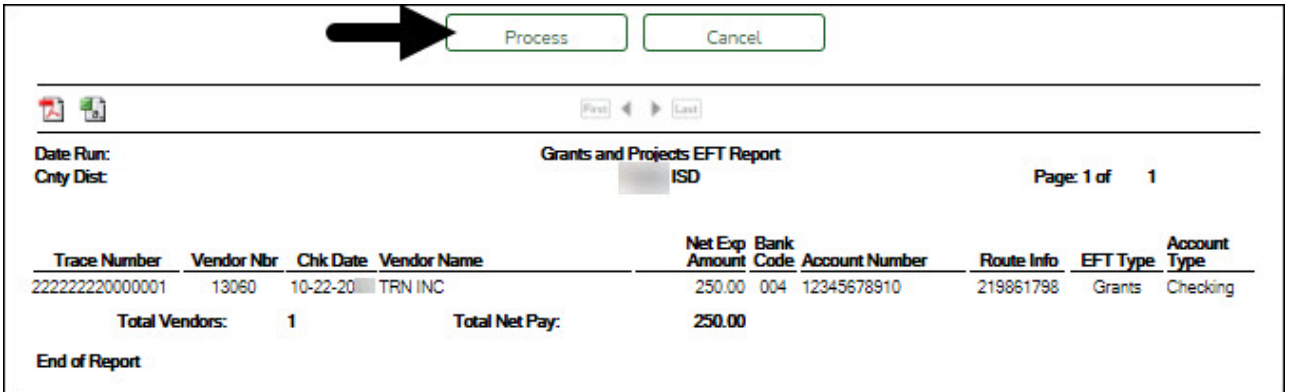 Process Cancel
First Last
Date Run: Grants and Projects EFT Report
Cnty Dist: ISD Page: 1 of 1
Net Exp Bank Account
Trace Number Vendor Nbr Chk Date Vendor Name Amount Code Account Number Route Info EFT Type Type
222222220000001 13060 10-22-20 TRN INC 250.00 004 12345678910 219861798 Grants Checking
Total Vendors: 1 Total Net Pay: 250.00
End of Report